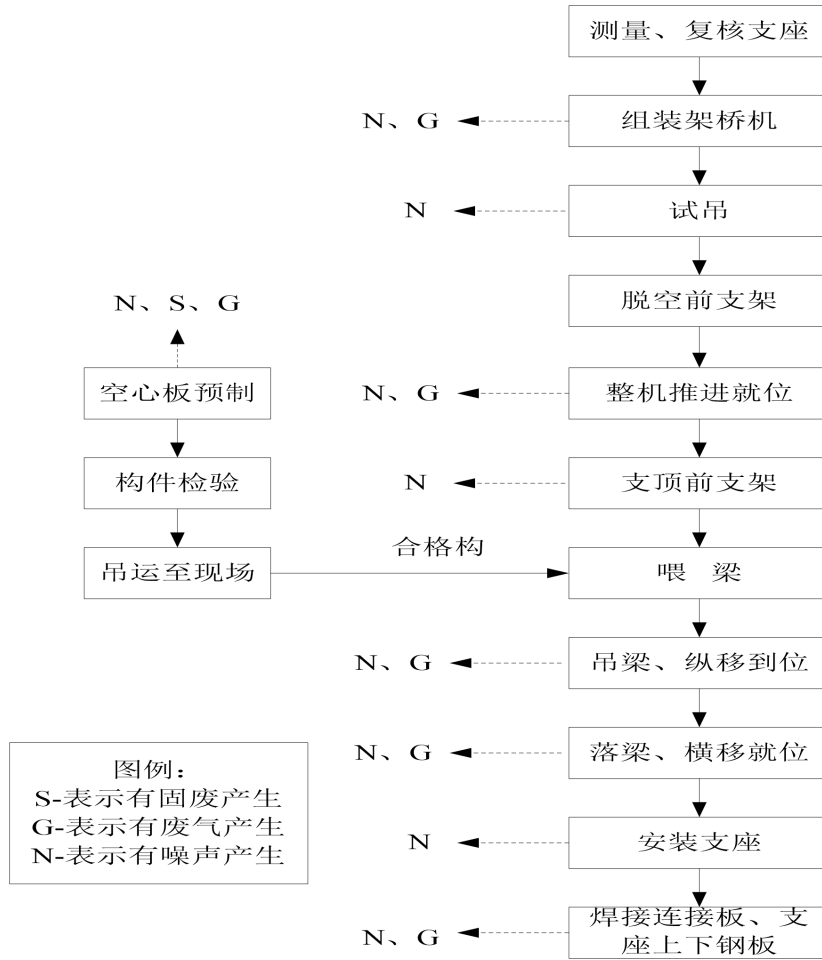 测量、复核支座
N、G
组装架桥机
N
试吊
脱空前支架
N、S、G
空心板预制
N、G
整机推进就位
构件检验
N
支顶前支架
吊运至现场
合格构
喂 梁
N、G
吊梁、纵移到位
N、G
落梁、横移就位
图例：
S-表示有固废产生
G-表示有废气产生
N-表示有噪声产生
N
安装支座
N、G
焊接连接板、支
座上下钢板